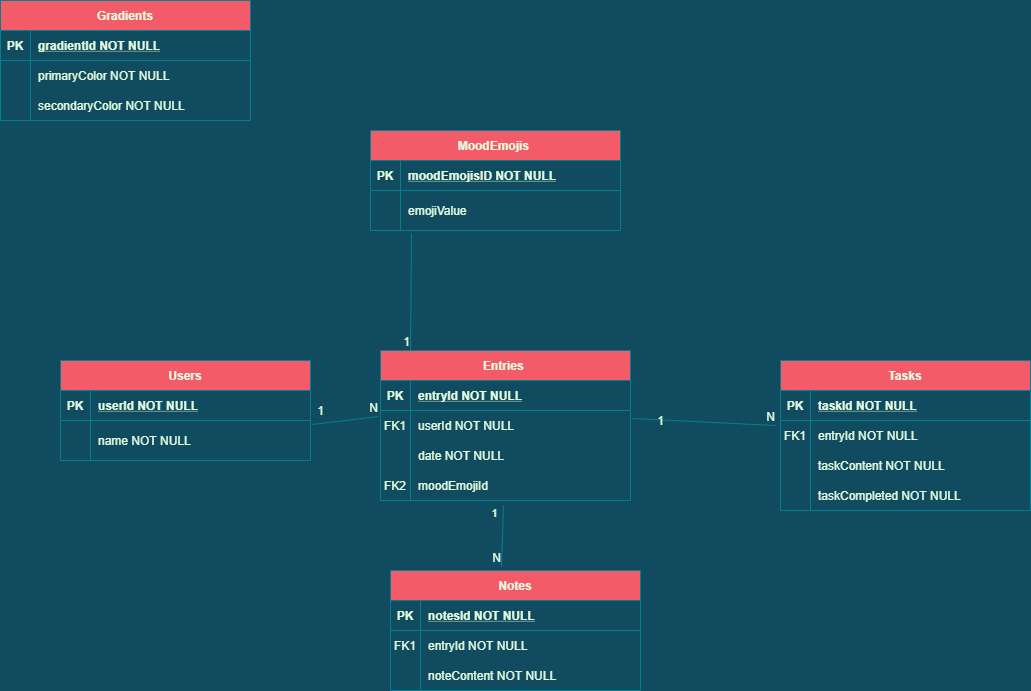 Gradients
PK gradientId NOT NULL
primaryColor NOT NULL
secondaryColor NOT NULL
MoodEmojis
PK moodEmojisID NOT NULL
emojiValue
1
Users
PK userId NOT NULL
name NOT NULL
1
N
Entries
PK entryId NOT NULL
FK1 userId NOT NULL
date NOT NULL
FK2 moodEmojiId
1
N
Tasks
PK taskId NOT NULL
FK1 entryId NOT NULL
taskContent NOT NULL
taskCompleted NOT NULL
1
N
Notes
PK notesId NOT NULL
FK1 entryId NOT NULL
noteContent NOT NULL